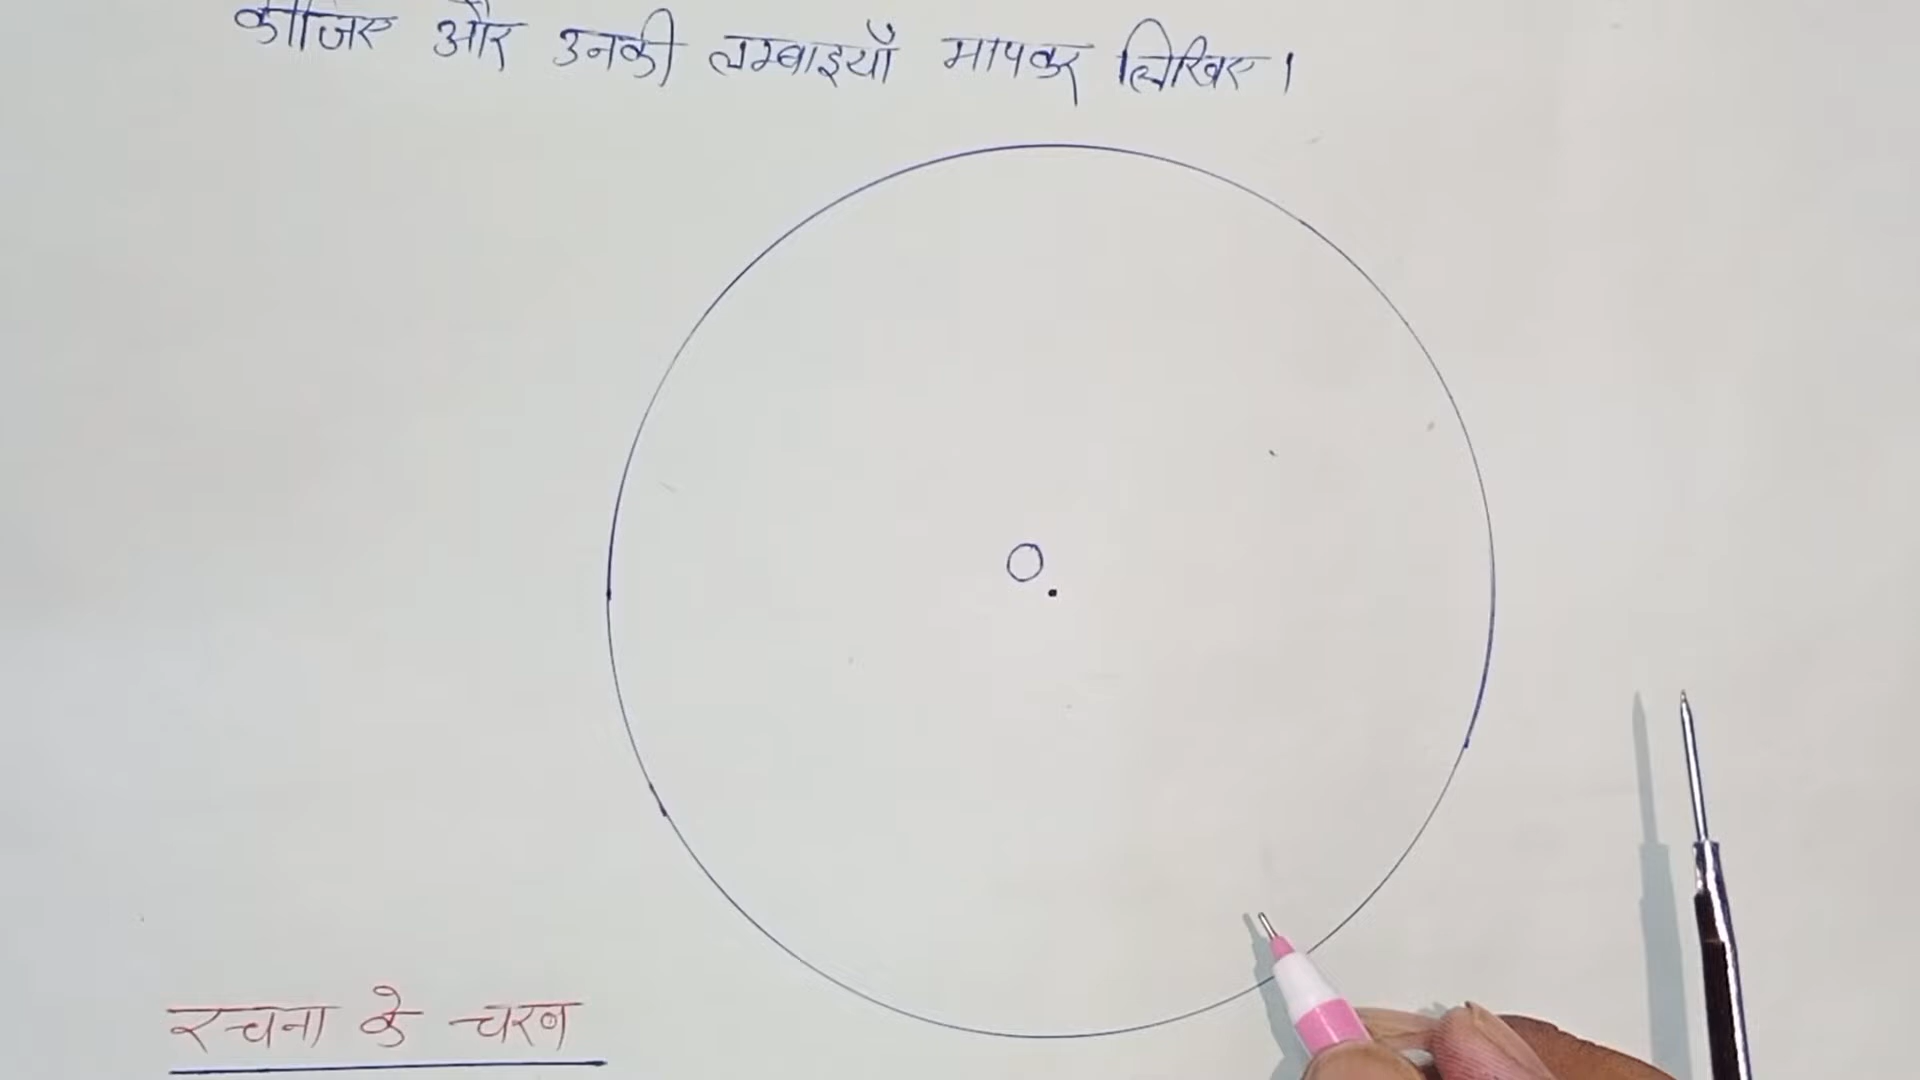 कीजिए और उनकी लम्बाइयाँ मापकर लिखिए।
O
रचना के चरण